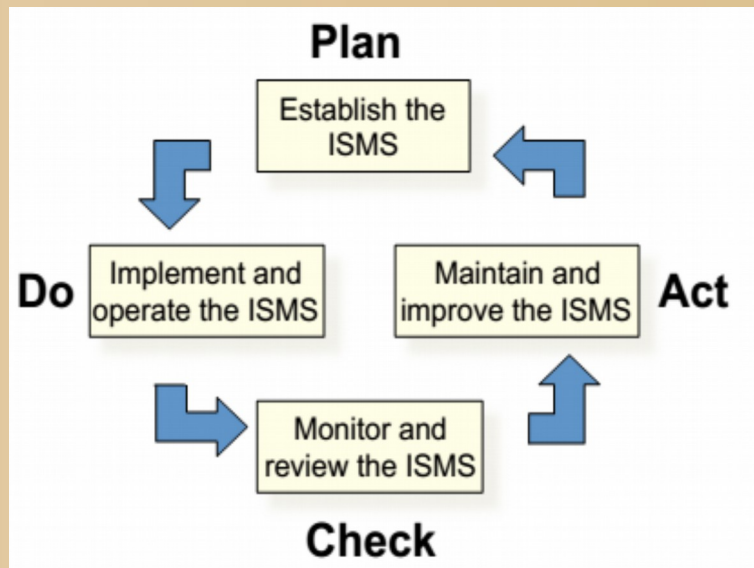 Plan
Establish the
ISMS
Do
Implement and
operate the ISMS
Maintain and
improve the ISMS
Act
Monitor and
review the ISMS
Check